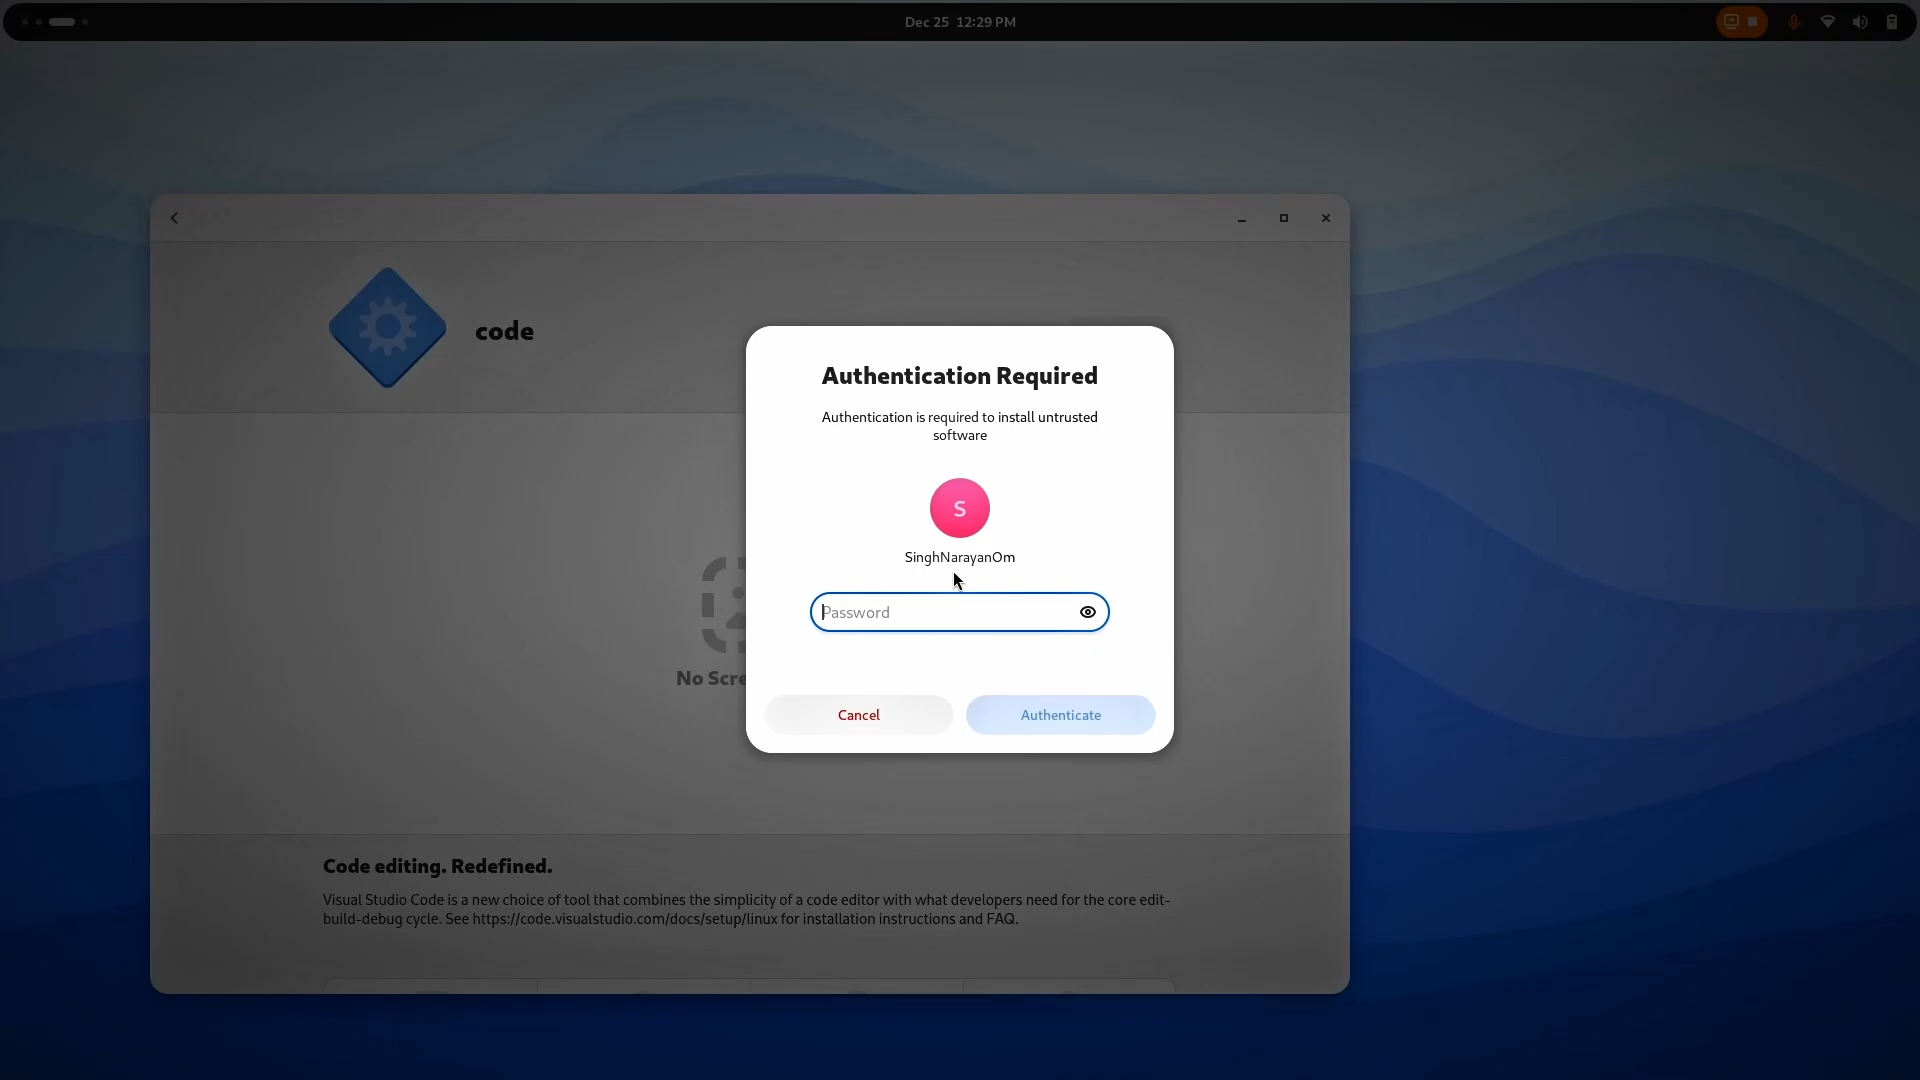 Dec 25 12:29 PM
code
Authentication Required
Authentication is required to install untrusted
software
S
SinghNarayanOm
Password
Cancel
Authenticate
No Scre
Code editing. Redefined.
Visual Studio Code is a new choice of tool that combines the simplicity of a code editor with what developers need for the core edit-
build-debug cycle. See https://code.visualstudio.com/docs/setup/linux for installation instructions and FAQ.